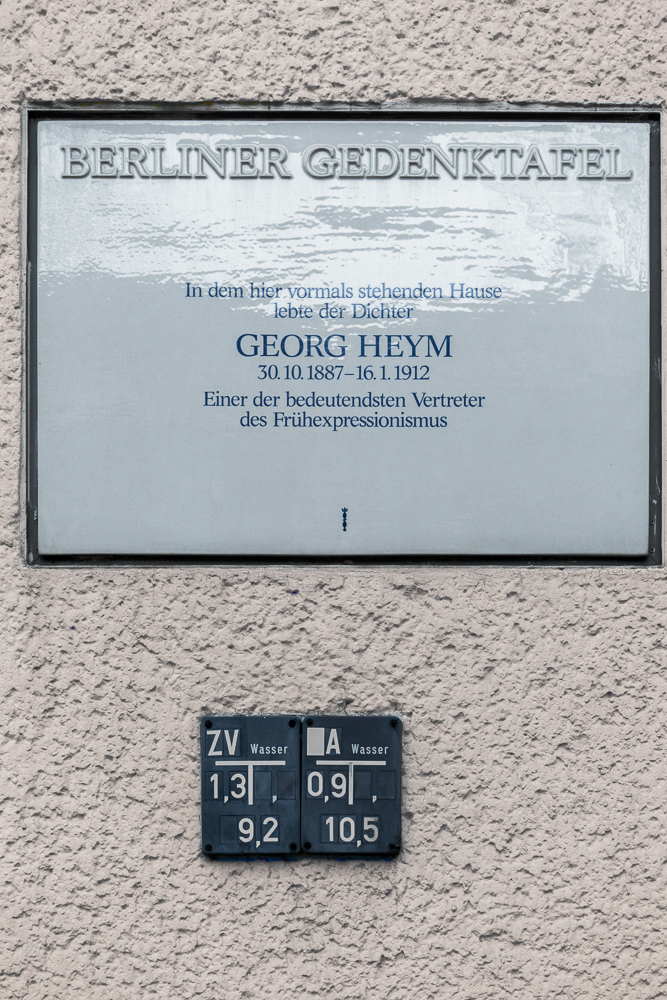 BERLINER GEDENKTAFEL
In dem hier vormals stehenden Hause
lebte der Dichter
GEORG HEYM
30.10.1887–16.1.1912
Einer der bedeutendsten Vertreter
des Frühexpressionismus
ZV Wasser
1,3 ,
9,2
A Wasser
0,9 ,
10,5